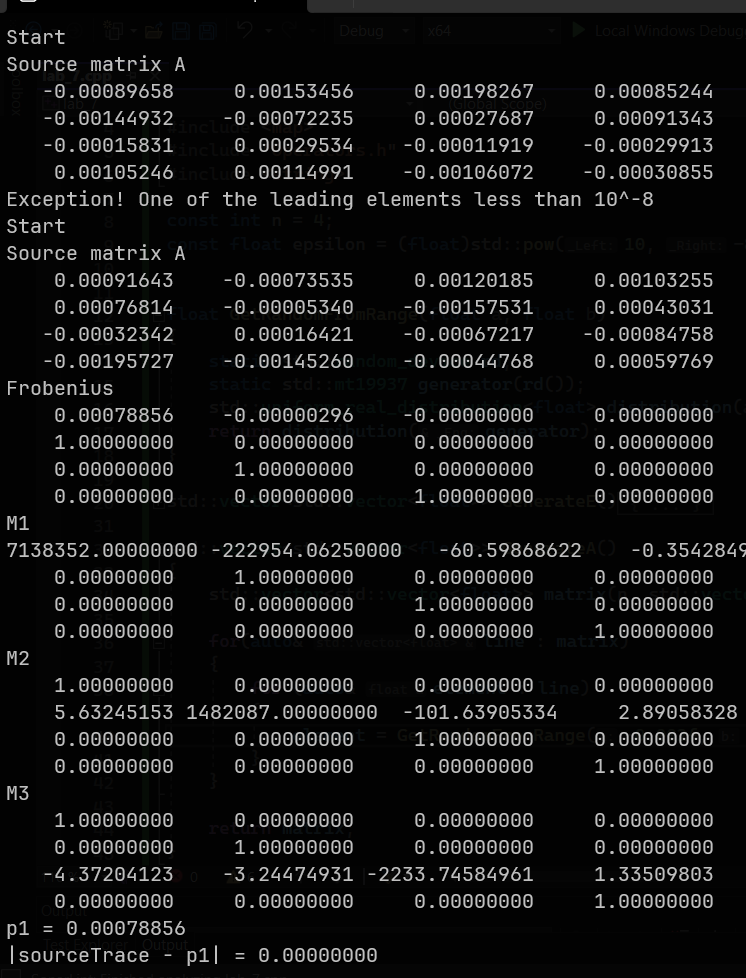 Debug x64 Local Windows Debug
Start
Source matrix A
-0.00089658 0.00153456 0.00198267 0.00085244
-0.00144932 -0.00072235 0.00027687 0.00091343
-0.00015831 0.00029534 -0.00011919 -0.00029913
0.00105246 0.00114991 -0.00106072 -0.00030855
Exception! One of the leading elements less than 10^-8
Start
Source matrix A
0.00091643 -0.00073535 0.00120185 0.00103255
0.00076814 -0.00005340 -0.00157531 0.00043031
-0.00032342 0.00016421 -0.00067217 -0.00084758
-0.00195727 -0.00145260 -0.00044768 0.00059769
Frobenius
0.00078856 -0.00000296 -0.00000000 0.00000000
1.00000000 0.00000000 0.00000000 0.00000000
0.00000000 1.00000000 0.00000000 0.00000000
0.00000000 0.00000000 1.00000000 0.00000000
M1
7138352.00000000 -222954.06250000 -60.59868622 -0.3542849
0.00000000 1.00000000 0.00000000 0.00000000
0.00000000 0.00000000 1.00000000 0.00000000
0.00000000 0.00000000 0.00000000 1.00000000
M2
1.00000000 0.00000000 0.00000000 0.00000000
5.63245153 1482087.00000000 -101.63905334 2.89058328
0.00000000 0.00000000 1.00000000 0.00000000
0.00000000 0.00000000 0.00000000 1.00000000
M3
1.00000000 0.00000000 0.00000000 0.00000000
0.00000000 1.00000000 0.00000000 0.00000000
-4.37204123 -3.24474931 -2233.74584961 1.33509803
0.00000000 0.00000000 0.00000000 1.00000000
p1 = 0.00078856
|sourceTrace - p1| = 0.00000000